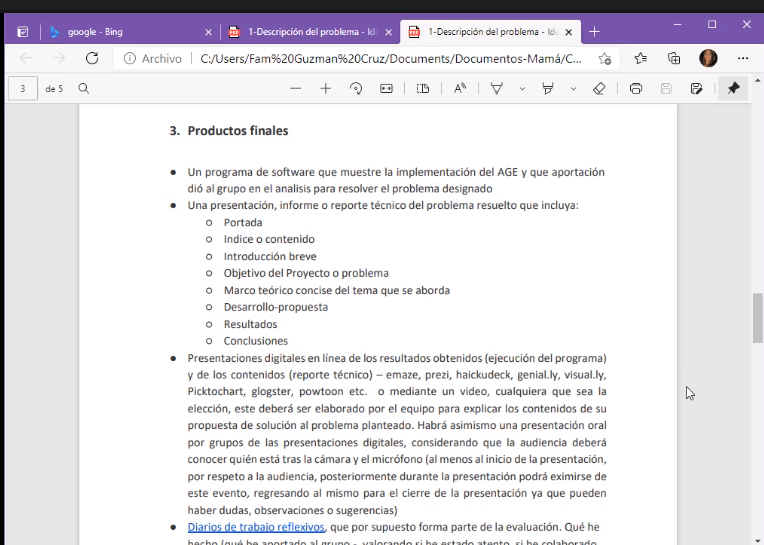 google - Bing
1-Descripción del problema - Ide
1-Descripción del problema - Ide
Archivo
C:/Users/Fam%20Guzman%20Cruz/Documents/Documentos-Mamá/C...
3 de 5
3. Productos finales
● Un programa de software que muestre la implementación del AGE y que aportación
dió al grupo en el analisis para resolver el problema designado
● Una presentación, informe o reporte técnico del problema resuelto que incluya:
o Portada
o Indice o contenido
o Introducción breve
o Objetivo del Proyecto o problema
o Marco teórico concise del tema que se aborda
o Desarrollo-propuesta
o Resultados
o Conclusiones
● Presentaciones digitales en línea de los resultados obtenidos (ejecución del programa)
y de los contenidos (reporte técnico) – emaze, prezi, haickudeck, genial.ly, visual.ly,
Picktochart, glogster, powtoon etc. o mediante un video, cualquiera que sea la
elección, este deberá ser elaborado por el equipo para explicar los contenidos de su
propuesta de solución al problema planteado. Habrá asimismo una presentación oral
por grupos de las presentaciones digitales, considerando que la audiencia deberá
conocer quién está tras la cámara y el micrófono (al menos al inicio de la presentación,
por respeto a la audiencia, posteriormente durante la presentación podrá eximirse de
este evento, regresando al mismo para el cierre de la presentación ya que pueden
haber dudas, observaciones o sugerencias)
● Diarios de trabajo reflexivos, que por supuesto forma parte de la evaluación. Qué he
hecho (qué he aportado al grupo - valorando si he estado atento, si he colaborado